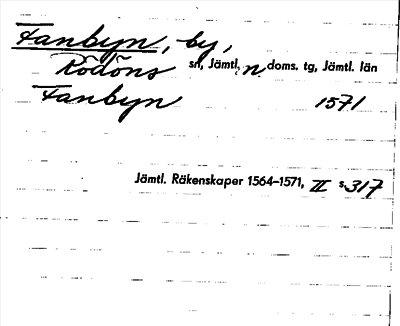 Fanbyn, by,
Rödöns sn, Jämtl. n doms. tg, Jämtl. län
Fanbyn 1571
Jämtl. Räkenskaper 1564–1571, II s. 317